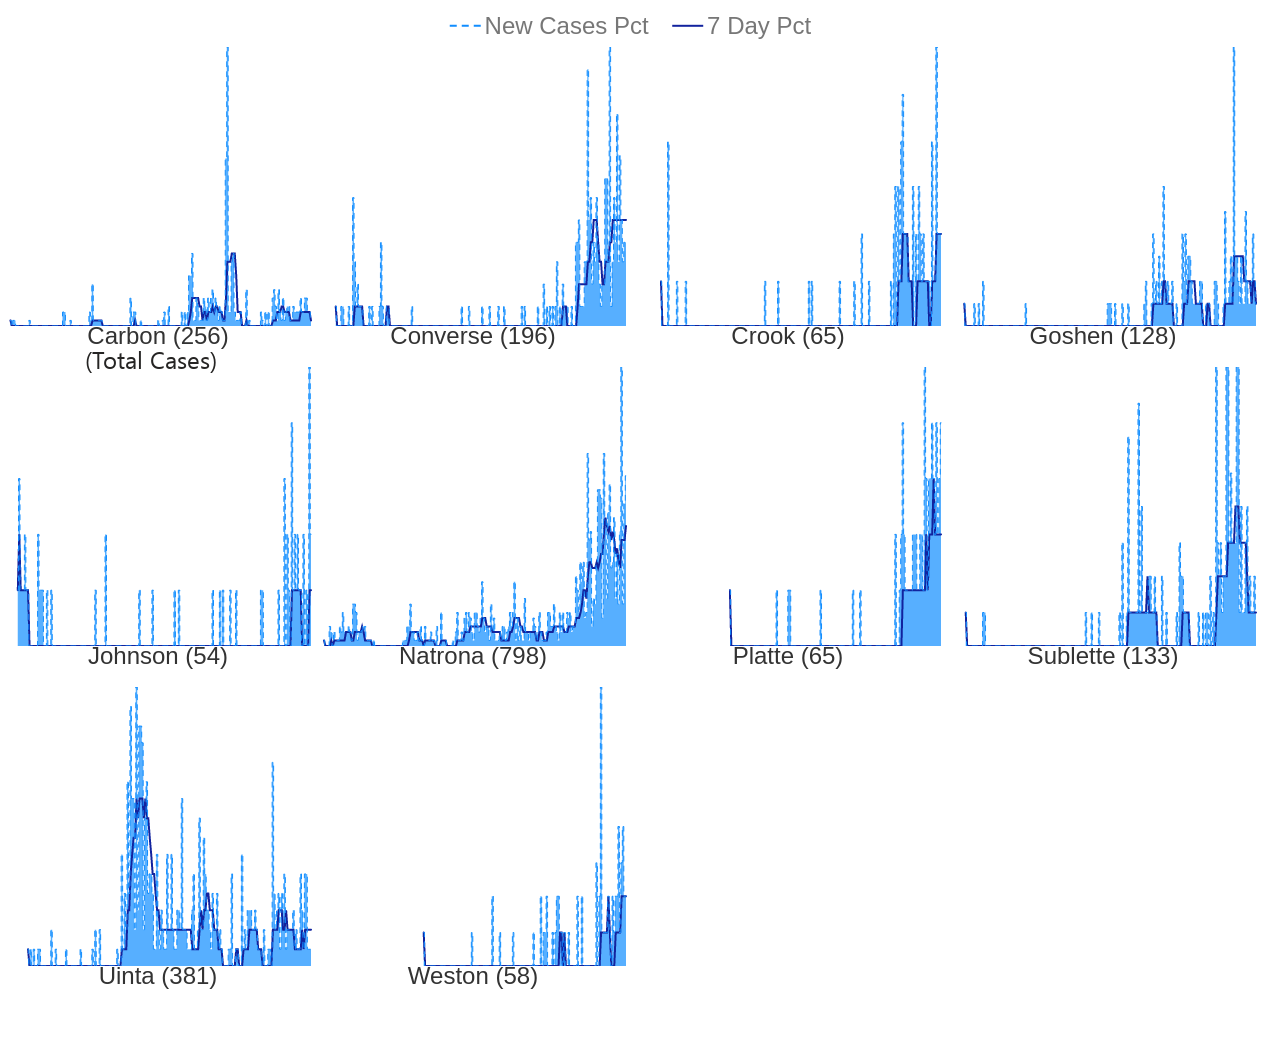 New Cases Pct 7 Day Pct
Carbon (256) Converse (196) Crook (65) Goshen (128)
(Total Cases)
Johnson (54) Natrona (798) Platte (65) Sublette (133)
Uinta (381) Weston (58)